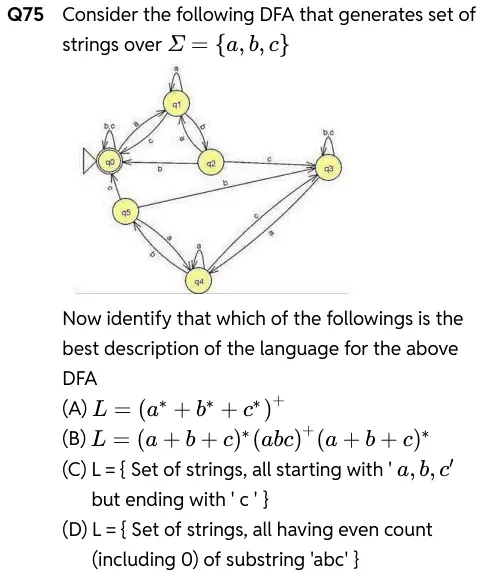 Q75 Consider the following DFA that generates set of
strings over Σ = {a, b, c}
a
q1
b,c
a
c
b
a
b,c
q0
b
q2
c
q3
c
b
q5
a
b
a
c
a
q4
Now identify that which of the followings is the
best description of the language for the above
DFA
(A) L = (a* + b* + c*)⁺
(B) L = (a + b + c)*(abc)⁺(a + b + c)*
(C) L = { Set of strings, all starting with ' a, b, c′
but ending with ' c ' }
(D) L = { Set of strings, all having even count
(including 0) of substring 'abc' }